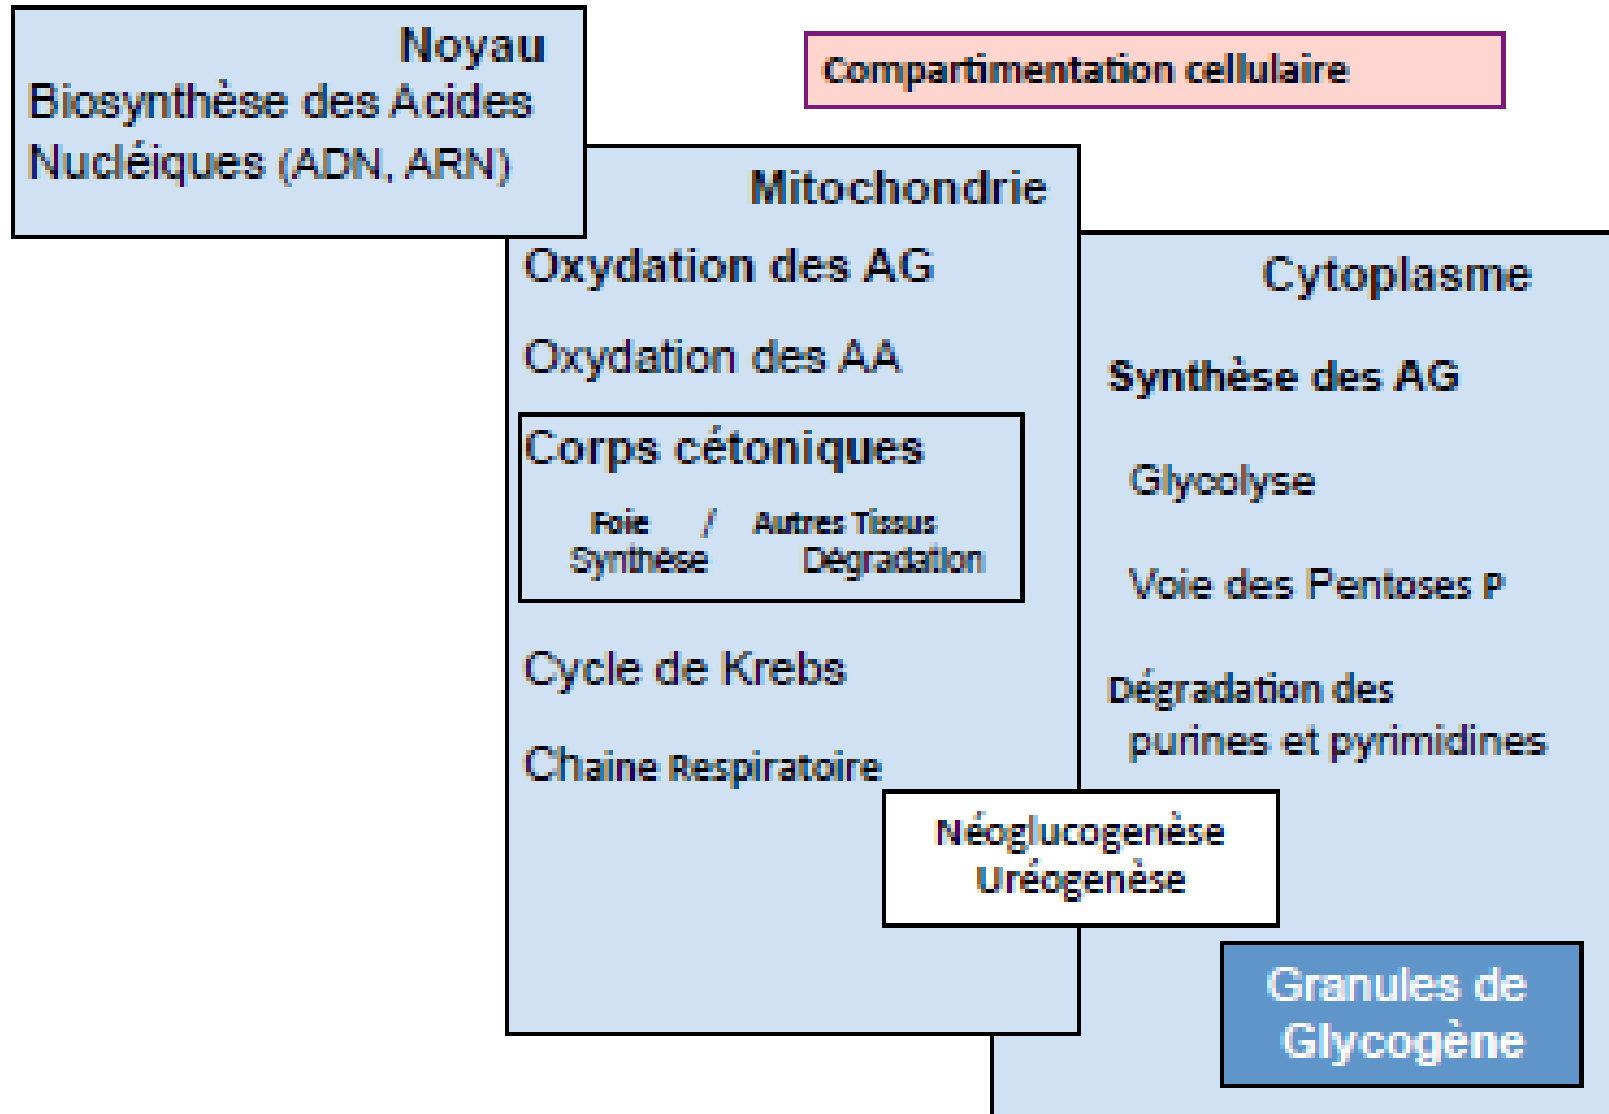 Noyau
Biosynthèse des Acides
Nucléiques (ADN, ARN)
Compartimentation cellulaire
Mitochondrie
Oxydation des AG
Oxydation des AA
Corps cétoniques
Foie / Autres Tissus
Synthèse Dégradation
Cycle de Krebs
Chaine Respiratoire
Cytoplasme
Synthèse des AG
Glycolyse
Voie des Pentoses P
Dégradation des
purines et pyrimidines
Néoglucogenèse
Uréogenèse
Granules de
Glycogène